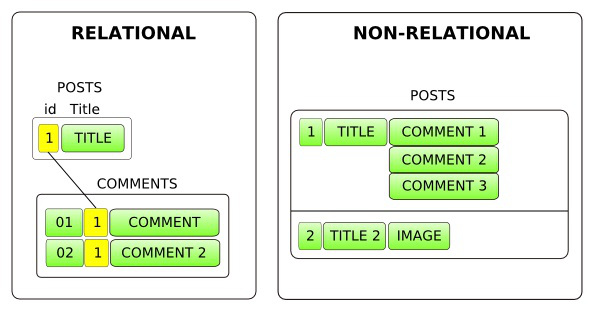 RELATIONAL
POSTS
id Title
1 TITLE
COMMENTS
01 1 COMMENT
02 1 COMMENT 2
NON-RELATIONAL
POSTS
1 TITLE COMMENT 1
COMMENT 2
COMMENT 3
2 TITLE 2 IMAGE